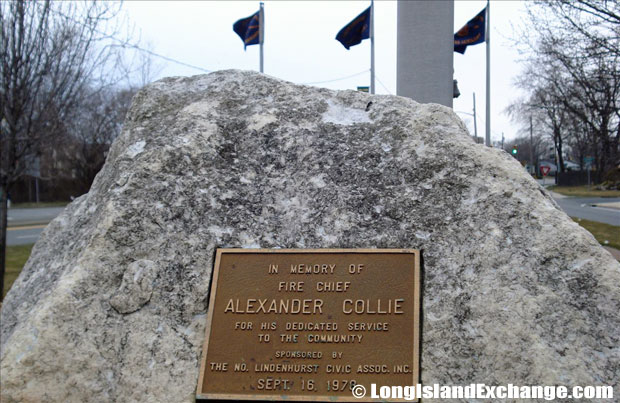 IN MEMORY OF
FIRE CHIEF
ALEXANDER COLLIE
FOR HIS DEDICATED SERVICE
TO THE COMMUNITY
SPONSORED BY
THE NO. LINDENHURST CIVIC ASSOC. INC.
SEPT. 16, 1979
© LongIslandExchange.com